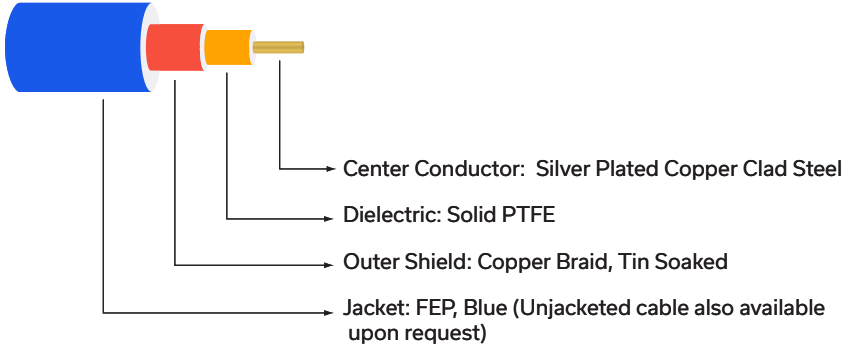 Center Conductor:  Silver Plated Copper Clad Steel
Dielectric: Solid PTFE
Outer Shield: Copper Braid, Tin Soaked
Jacket: FEP, Blue (Unjacketed cable also available
upon request)